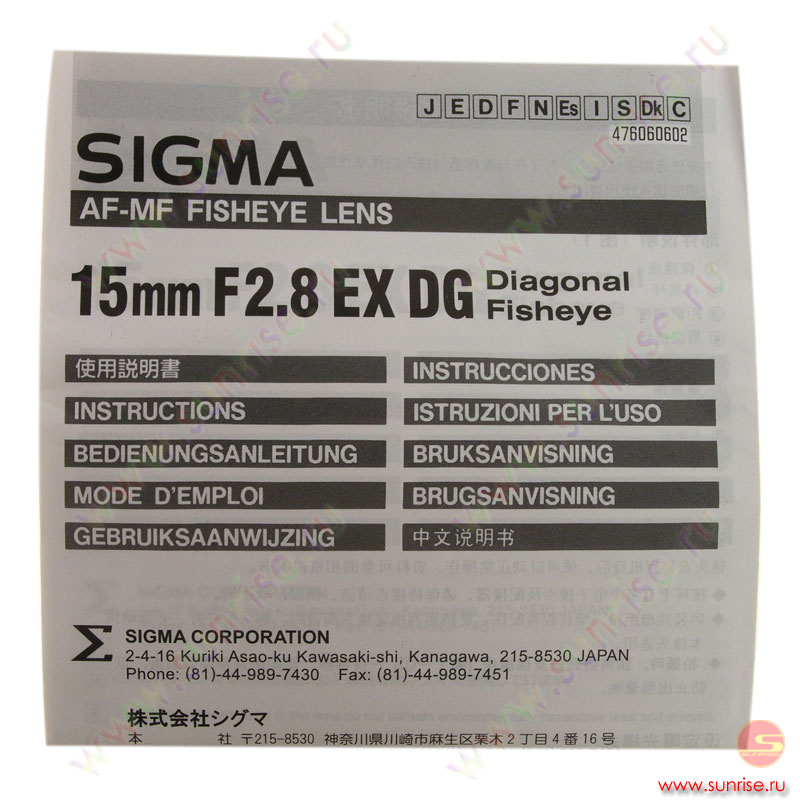 J E D F N Es I S Dk C
476060602
SIGMA
AF-MF FISHEYE LENS
15mm F2.8 EX DG Diagonal Fisheye
使用説明書
INSTRUCTIONS
BEDIENUNGSANLEITUNG
MODE D'EMPLOI
GEBRUIKSAANWIJZING
INSTRUCCIONES
ISTRUZIONI PER L'USO
BRUKSANVISNING
BRUGSANVISNING
中文说明书
SIGMA CORPORATION
2-4-16 Kuriki Asao-ku Kawasaki-shi, Kanagawa, 215-8530 JAPAN
Phone: (81)-44-989-7430 Fax: (81)-44-989-7451
株式会社シグマ
本 社 〒215-8530 神奈川県川崎市麻生区栗木2丁目4番16号
www.sunrise.ru